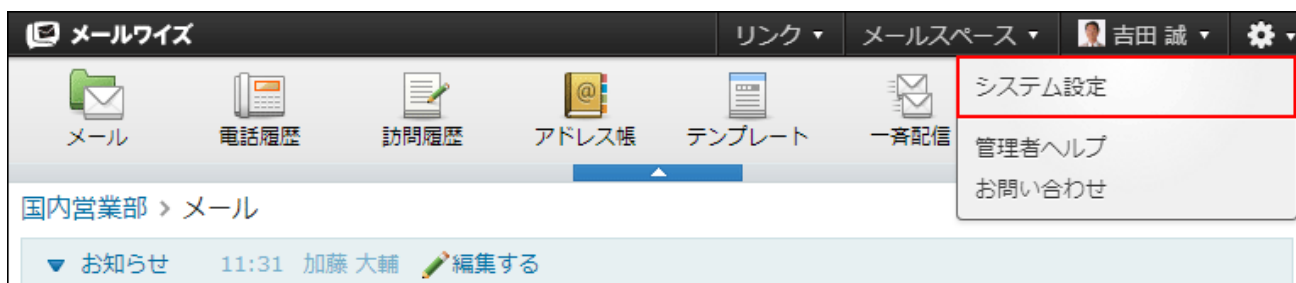 メールワイズ リンク▼ メールスペース▼ 吉田 誠▼
メール 電話履歴 訪問履歴 アドレス帳 テンプレート 一斉配信
システム設定
管理者ヘルプ
お問い合わせ
国内営業部 > メール
▼ お知らせ 11:31 加藤 大輔 編集する